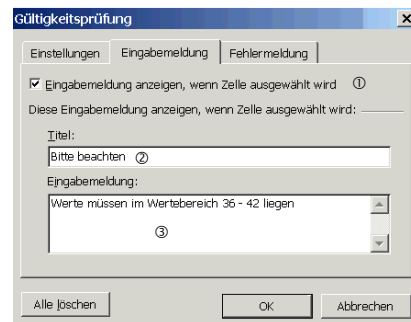 Gültigkeitsprüfung
Einstellungen Eingabemeldung Fehlermeldung
Eingabemeldung anzeigen, wenn Zelle ausgewählt wird ①
Diese Eingabemeldung anzeigen, wenn Zelle ausgewählt wird:
Titel:
Bitte beachten ②
Eingabemeldung:
Werte müssen im Wertebereich 36 - 42 liegen
③
Alle löschen OK Abbrechen